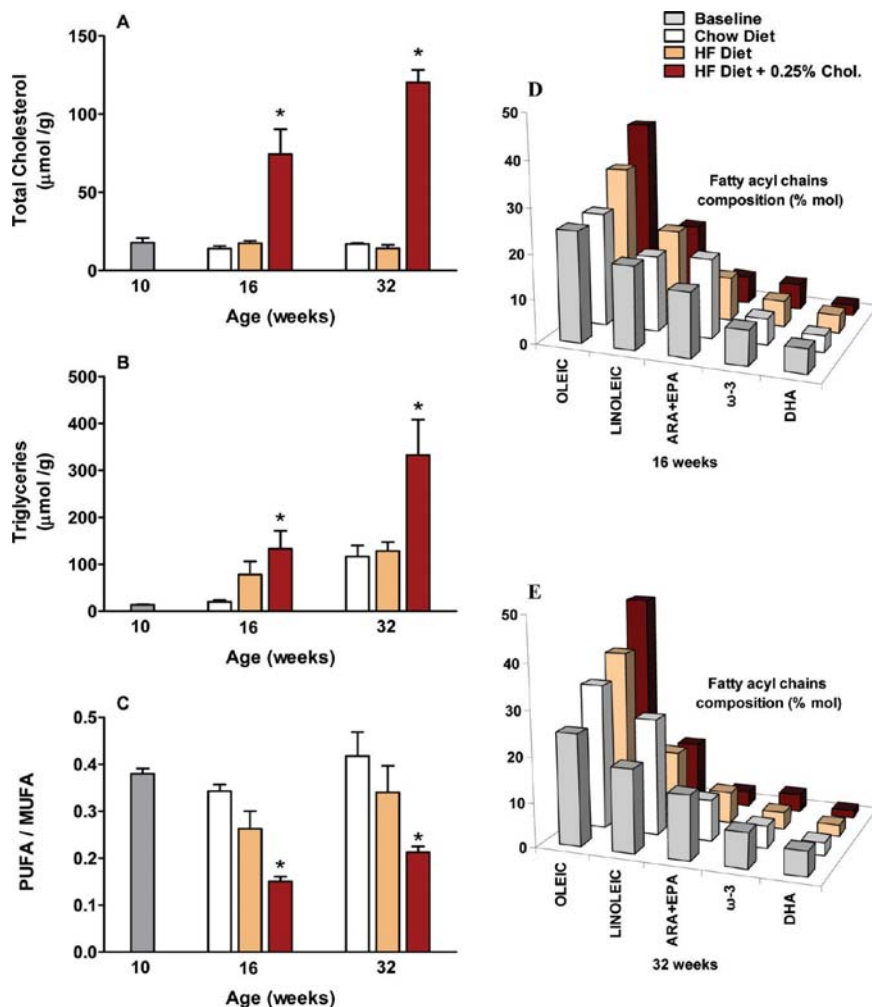 Baseline
Chow Diet
HF Diet
HF Diet + 0.25% Chol.
A
Total Cholesterol
(μmol /g)
150
100
50
0
*
*
10
16
32
Age (weeks)
B
Triglyceries
(μmol /g)
500
400
300
200
100
0
*
*
10
16
32
Age (weeks)
C
PUFA / MUFA
0.5
0.4
0.3
0.2
0.1
0.0
*
*
10
16
32
Age (weeks)
D
Fatty acyl chains
composition (% mol)
50
40
30
20
10
0
OLEIC
LINOLEIC
ARA+EPA
ω-3
DHA
16 weeks
E
Fatty acyl chains
composition (% mol)
50
40
30
20
10
0
OLEIC
LINOLEIC
ARA+EPA
ω-3
DHA
32 weeks